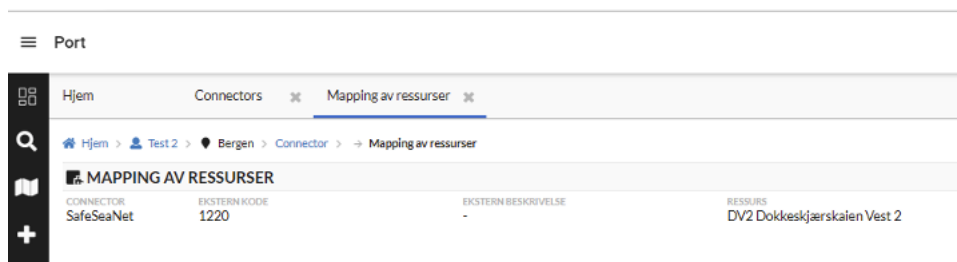 Port
Hjem Connectors Mapping av ressurser
Hjem > Test 2 > Bergen > Connector > → Mapping av ressurser
MAPPING AV RESSURSER
CONNECTOR EKSTERN KODE EKSTERN BESKRIVELSE RESSURS
SafeSeaNet 1220 - DV2 Dokkeskjærskaien Vest 2